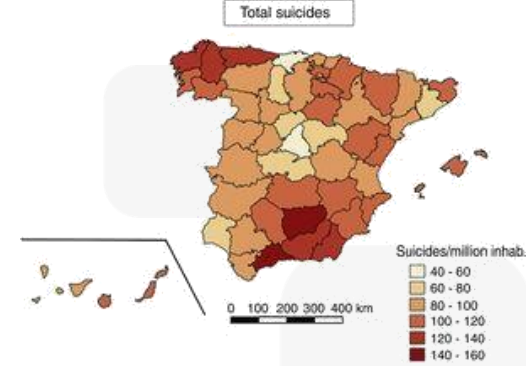 Total suicides
Suicides/million inhab.
40 - 60
60 - 80
80 - 100
100 - 120
120 - 140
140 - 160
0 100 200 300 400 km